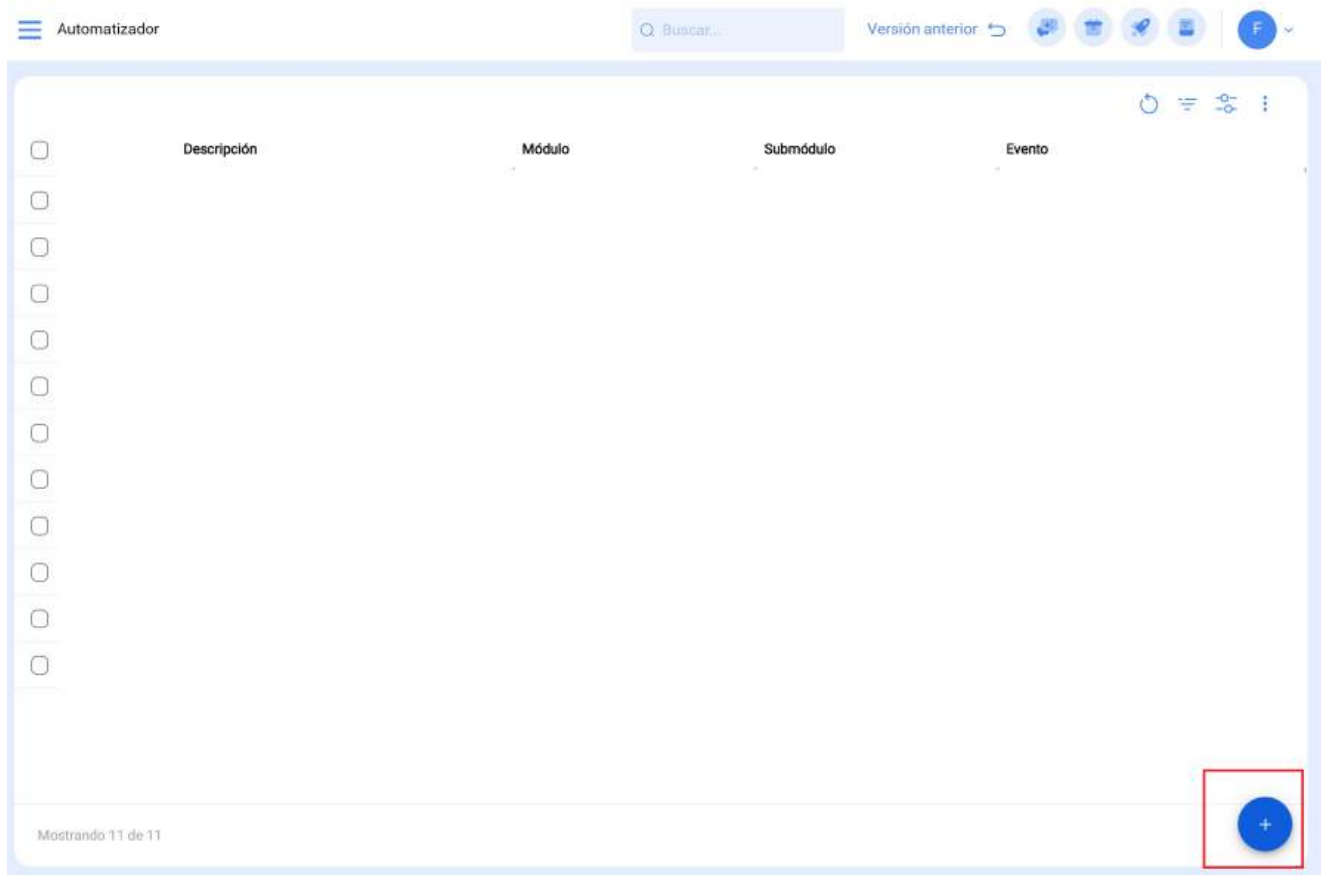 Automatizador
Buscar...
Versión anterior
F
Descripción
Módulo
Submódulo
Evento
Mostrando 11 de 11
+